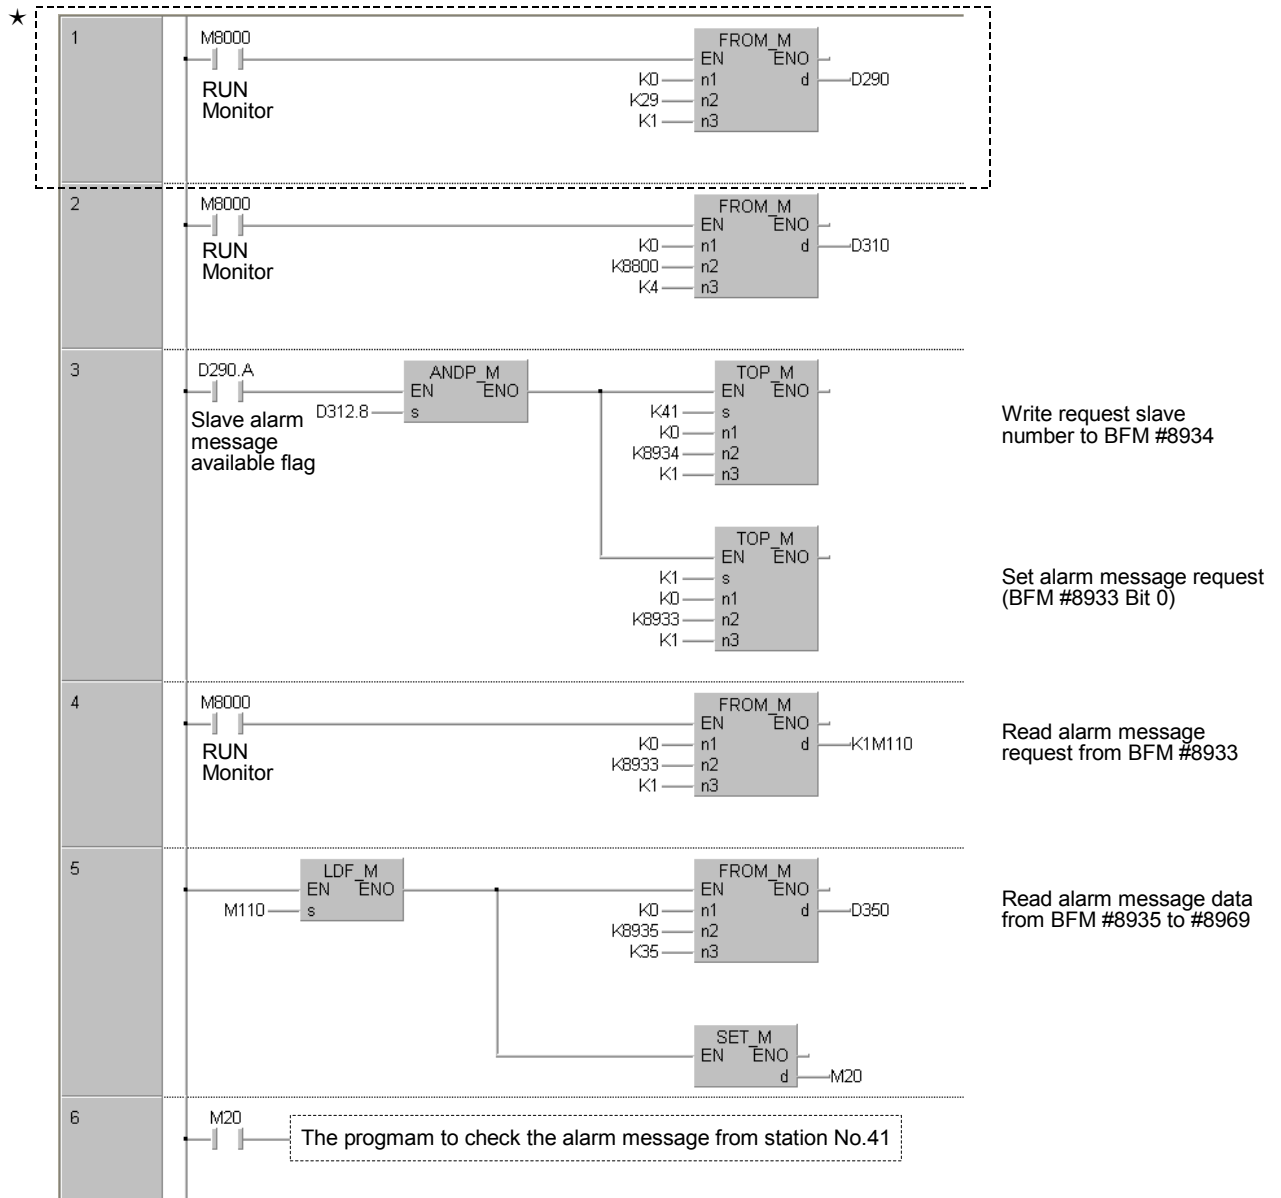 ★
1
M8000
RUN
Monitor
FROM_M
EN ENO
K0 n1 d D290
K29 n2
K1 n3
2
M8000
RUN
Monitor
FROM_M
EN ENO
K0 n1 d D310
K8800 n2
K4 n3
3
D290.A
Slave alarm
message
available flag
ANDP_M
EN ENO
D312.8 s
TOP_M
EN ENO
K41 s
K0 n1
K8934 n2
K1 n3
Write request slave
number to BFM #8934
TOP_M
EN ENO
K1 s
K0 n1
K8933 n2
K1 n3
Set alarm message request
(BFM #8933 Bit 0)
4
M8000
RUN
Monitor
FROM_M
EN ENO
K0 n1 d K1M110
K8933 n2
K1 n3
Read alarm message
request from BFM #8933
5
LDF_M
EN ENO
M110 s
FROM_M
EN ENO
K0 n1 d D350
K8935 n2
K35 n3
Read alarm message data
from BFM #8935 to #8969
SET_M
EN ENO
d M20
6
M20
The progmam to check the alarm message from station No.41